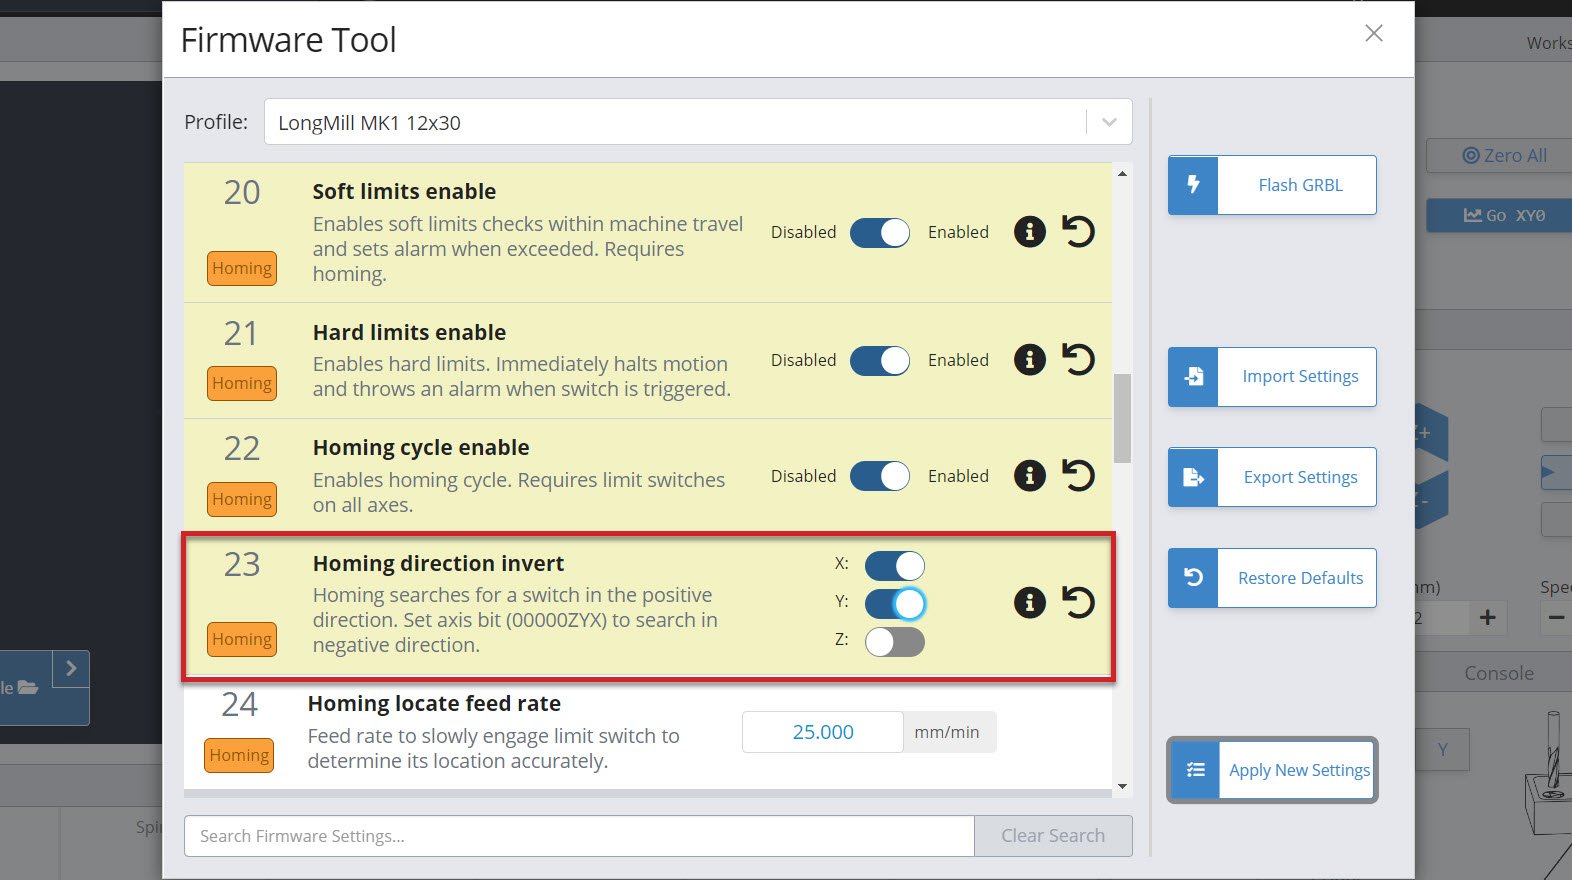 Firmware Tool
Profile:
LongMill MK1 12x30
20
Soft limits enable
Enables soft limits checks within machine travel
and sets alarm when exceeded. Requires
homing.
Homing
Disabled
Enabled
21
Hard limits enable
Enables hard limits. Immediately halts motion
and throws an alarm when switch is triggered.
Homing
Disabled
Enabled
22
Homing cycle enable
Enables homing cycle. Requires limit switches
on all axes.
Homing
Disabled
Enabled
23
Homing direction invert
Homing searches for a switch in the positive
direction. Set axis bit (00000ZYX) to search in
negative direction.
Homing
X:
Y:
Z:
24
Homing locate feed rate
Feed rate to slowly engage limit switch to
determine its location accurately.
Homing
25.000
mm/min
Search Firmware Settings...
Clear Search
Flash GRBL
Import Settings
Export Settings
Restore Defaults
Apply New Settings
Works
Zero All
Go XY0
Z+
Z-
mm)
Spee
2
+
−
Console
Y
le
Spi